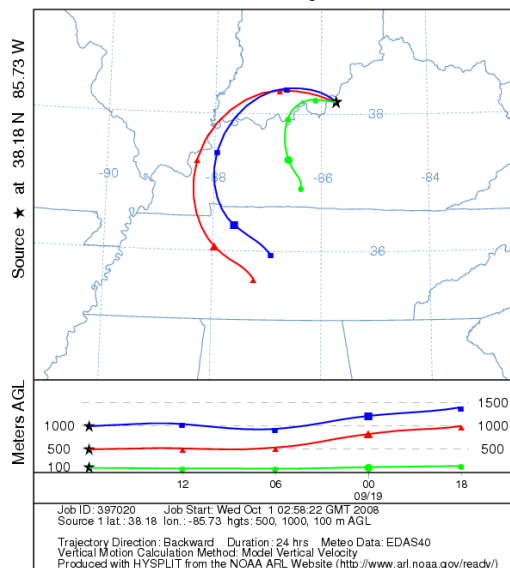 Source ★ at 38.18 N 85.73 W
38
-90
-88
-86
-84
36
Meters AGL
1500
1000
1000
500
500
100
12
06
00
18
09/19
Job ID: 397020 Job Start: Wed Oct 1 02:58:22 GMT 2008
Source 1 lat.: 38.18 lon.: -85.73 hgts: 500, 1000, 100 m AGL
Trajectory Direction: Backward Duration: 24 hrs Meteo Data: EDAS40
Vertical Motion Calculation Method: Model Vertical Velocity
Produced with HYSPLIT from the NOAA ARL Website (http://www.arl.noaa.gov/ready/)